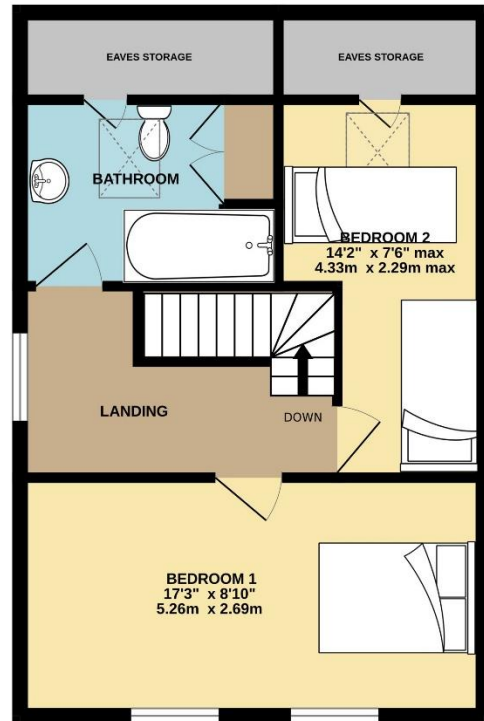 EAVES STORAGE
EAVES STORAGE
BATHROOM
BEDROOM 2
14'2" x 7'6" max
4.33m x 2.29m max
LANDING
DOWN
BEDROOM 1
17'3" x 8'10"
5.26m x 2.69m